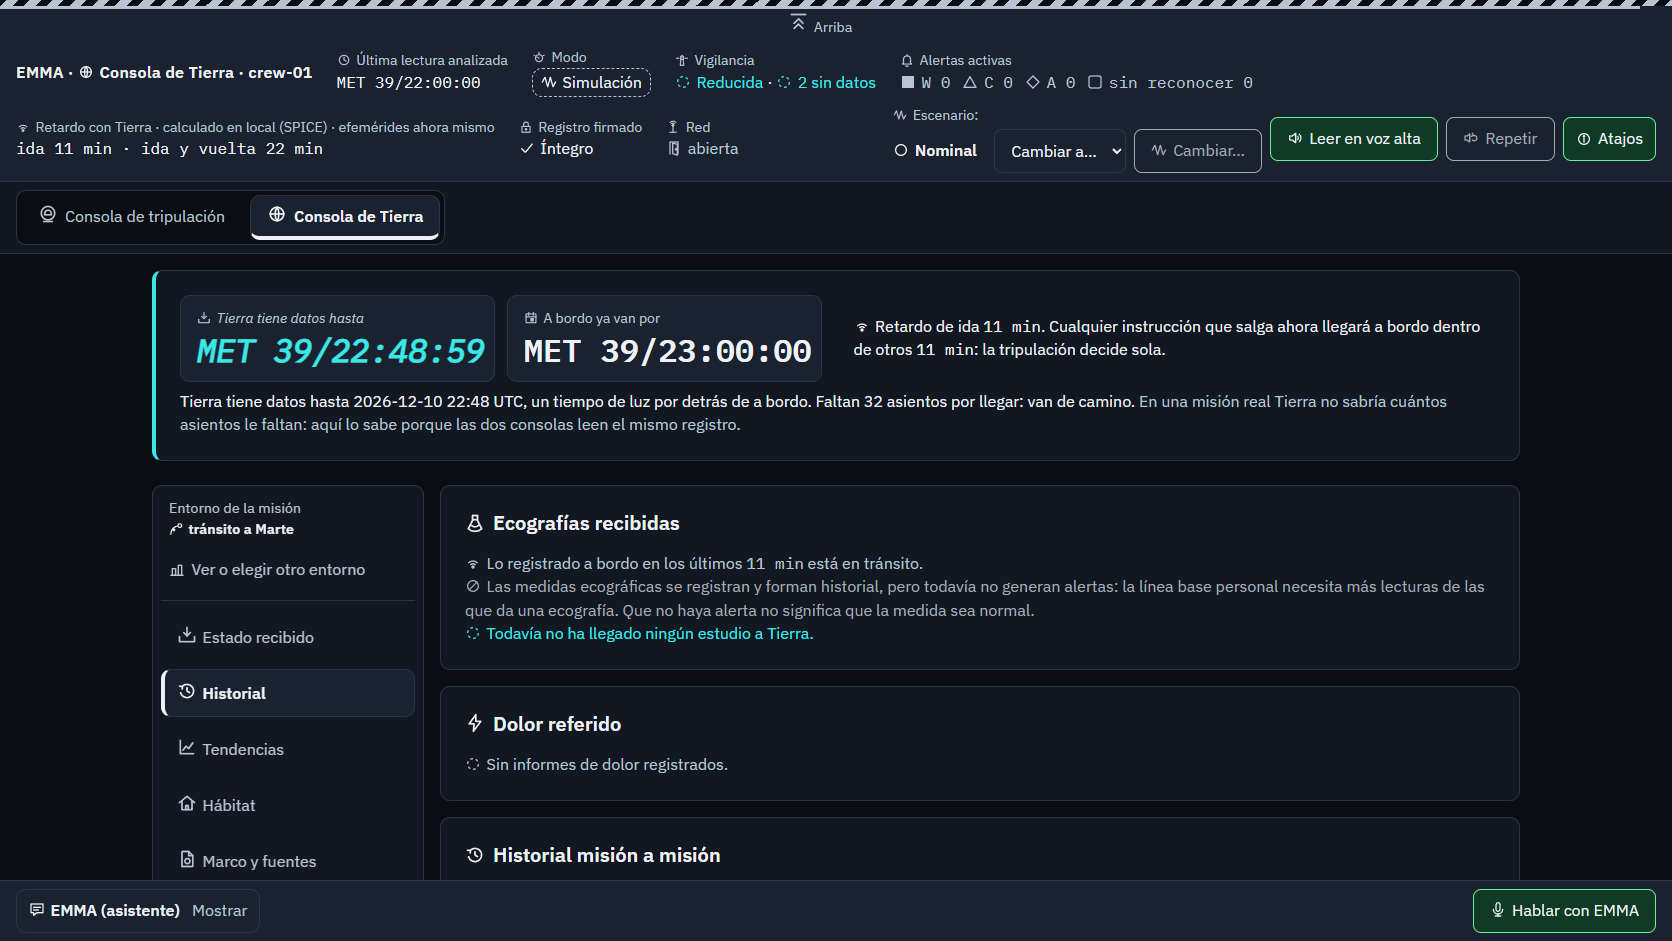 Arriba
EMMA · Consola de Tierra · crew-01
Última lectura analizada
MET 39/22:00:00
Modo
Simulación
Vigilancia
Reducida · 2 sin datos
Alertas activas
W 0 C 0 A 0 sin reconocer 0
Retardo con Tierra · calculado en local (SPICE) · efemérides ahora mismo
ida 11 min · ida y vuelta 22 min
Registro firmado
Íntegro
Red
abierta
Escenario:
Nominal
Cambiar a...
Cambiar...
Leer en voz alta
Repetir
Atajos
Consola de tripulación
Consola de Tierra
Tierra tiene datos hasta
MET 39/22:48:59
A bordo ya van por
MET 39/23:00:00
Retardo de ida 11 min. Cualquier instrucción que salga ahora llegará a bordo dentro
de otros 11 min: la tripulación decide sola.
Tierra tiene datos hasta 2026-12-10 22:48 UTC, un tiempo de luz por detrás de a bordo. Faltan 32 asientos por llegar: van de camino. En una misión real Tierra no sabría cuántos
asientos le faltan: aquí lo sabe porque las dos consolas leen el mismo registro.
Entorno de la misión
tránsito a Marte
Ver o elegir otro entorno
Estado recibido
Historial
Tendencias
Hábitat
Marco y fuentes
Ecografías recibidas
Lo registrado a bordo en los últimos 11 min está en tránsito.
Las medidas ecográficas se registran y forman historial, pero todavía no generan alertas: la línea base personal necesita más lecturas de las
que da una ecografía. Que no haya alerta no significa que la medida sea normal.
Todavía no ha llegado ningún estudio a Tierra.
Dolor referido
Sin informes de dolor registrados.
Historial misión a misión
EMMA (asistente) Mostrar
Hablar con EMMA